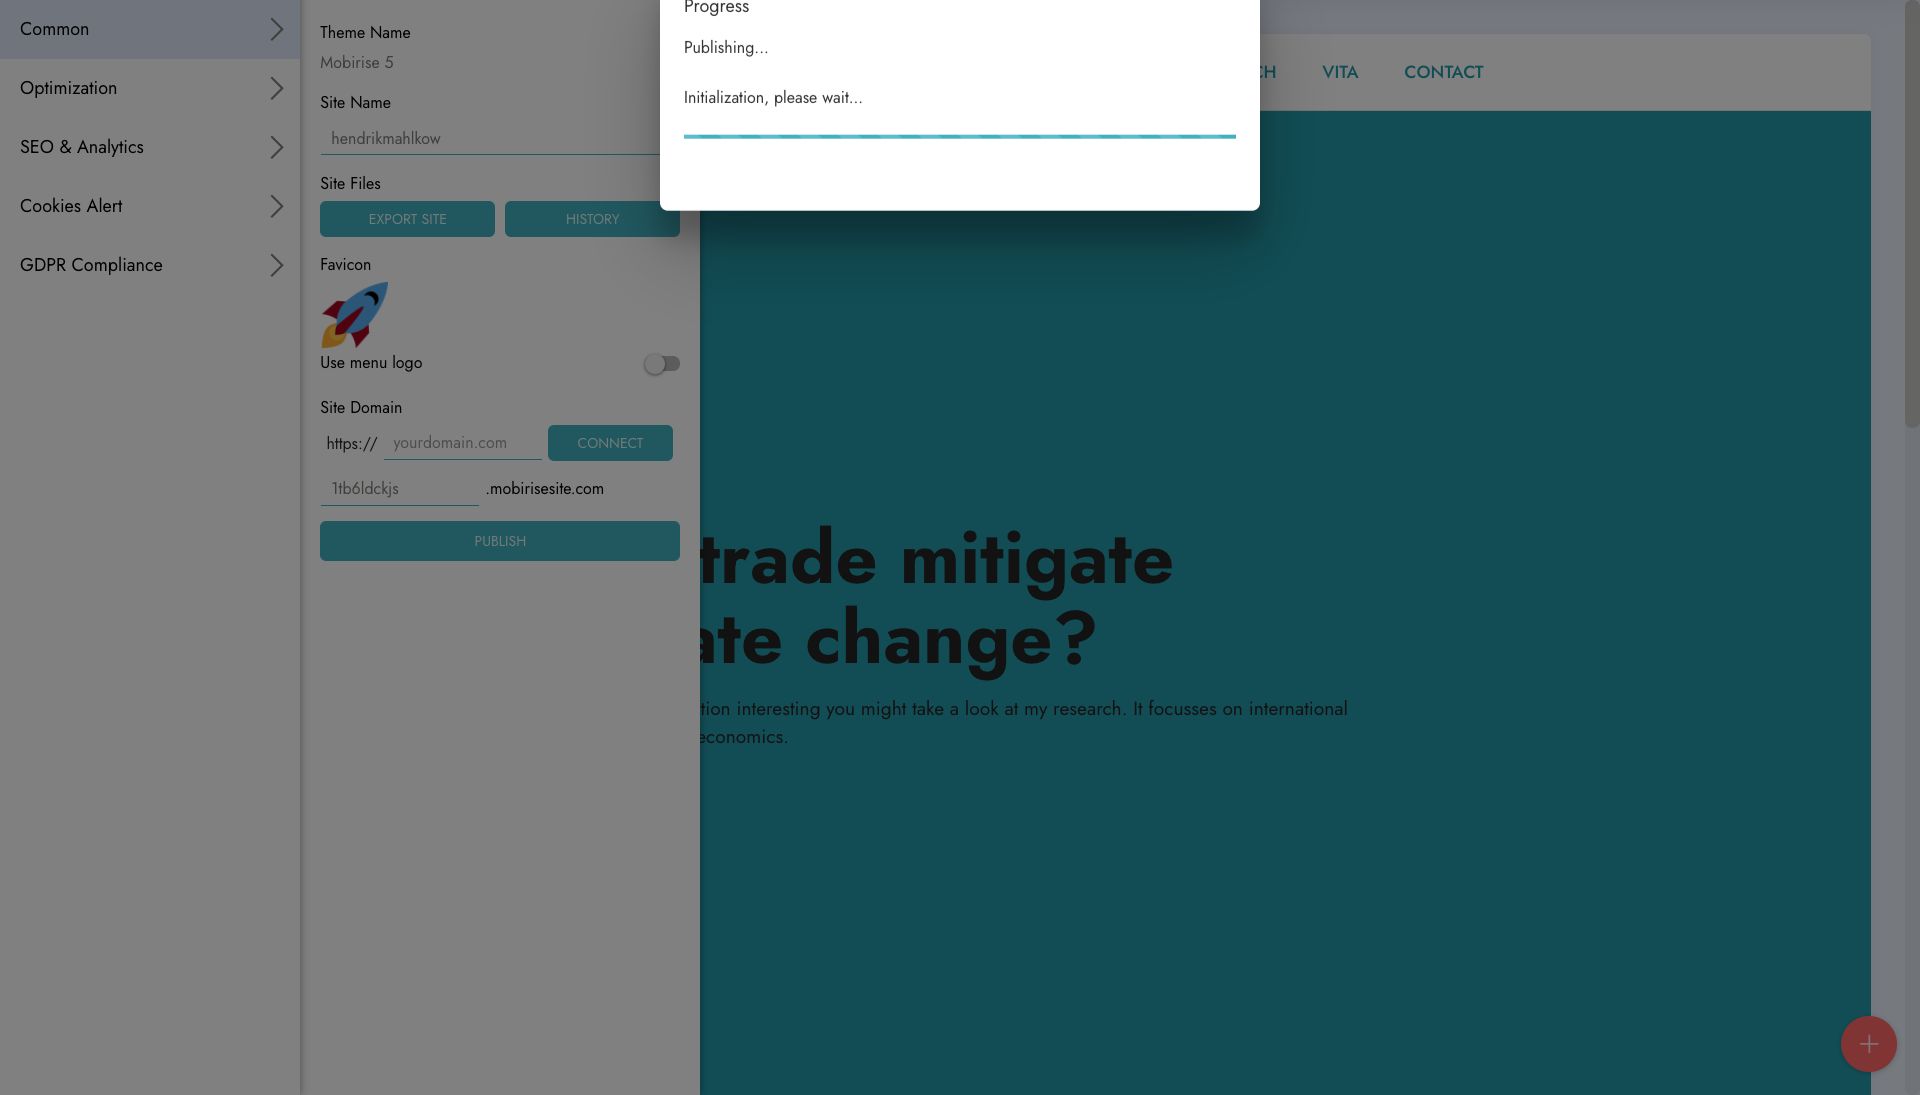 Common
Optimization
SEO & Analytics
Cookies Alert
GDPR Compliance
Theme Name
Mobirise 5
Site Name
hendrikmahlkow
Site Files
EXPORT SITE
HISTORY
Favicon
Use menu logo
Site Domain
https://
yourdomain.com
CONNECT
1tb6ldckjs
.mobirisesite.com
PUBLISH
Progress
Publishing...
Initialization, please wait...
VITA
CONTACT
trade mitigate
change?
interesting you might take a look at my research. It focusses on international
economics.